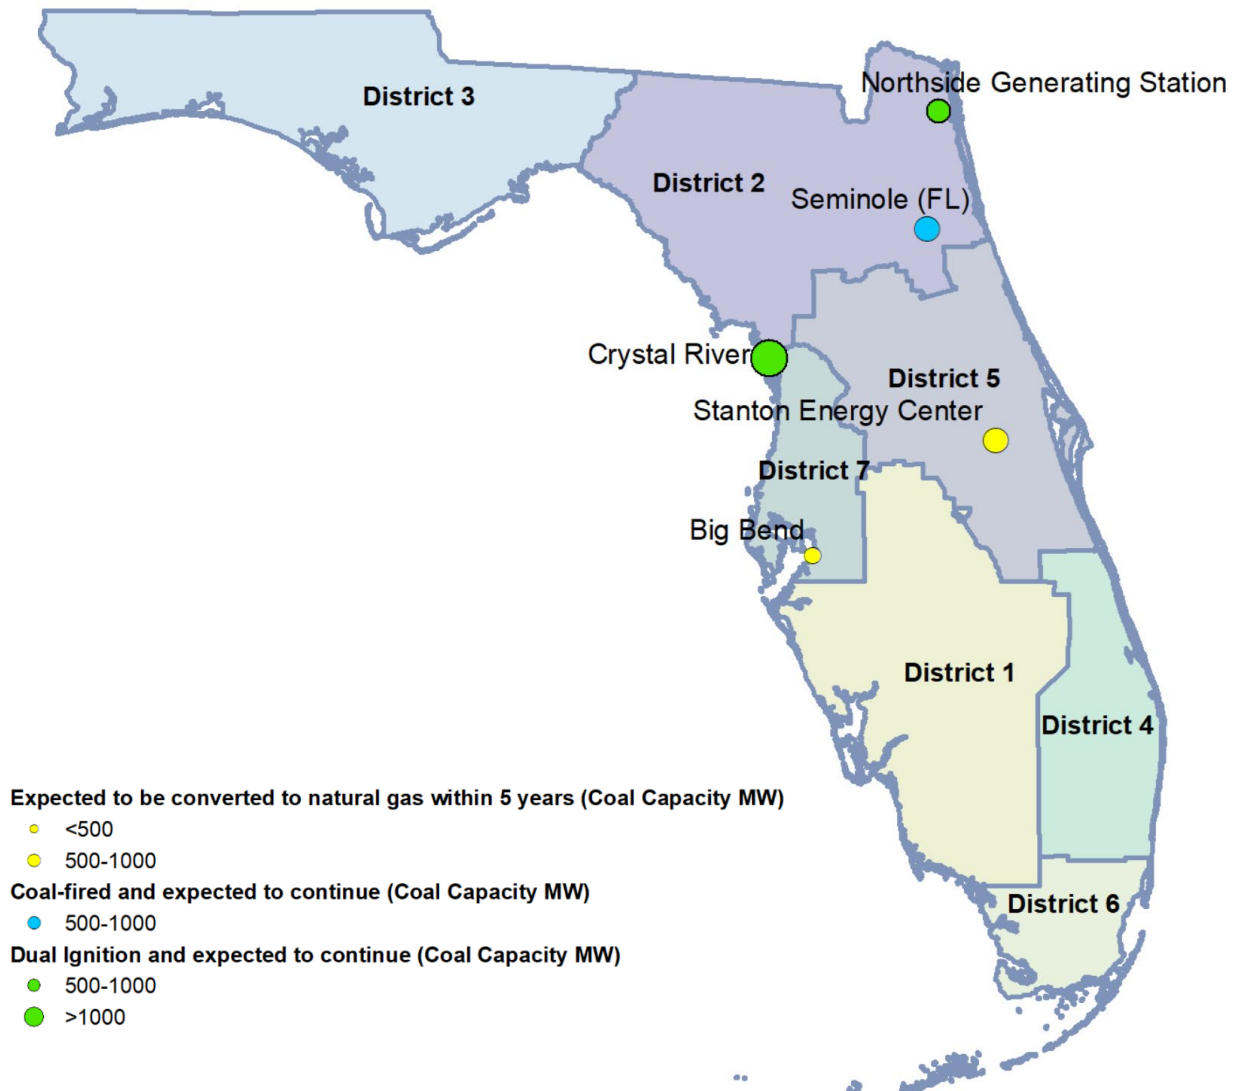 Northside Generating Station
District 3
District 2
Seminole (FL)
Crystal River
District 5
Stanton Energy Center
District 7
Big Bend
District 1
District 4
District 6
Expected to be converted to natural gas within 5 years (Coal Capacity MW)
<500
500-1000
Coal-fired and expected to continue (Coal Capacity MW)
500-1000
Dual Ignition and expected to continue (Coal Capacity MW)
500-1000
>1000